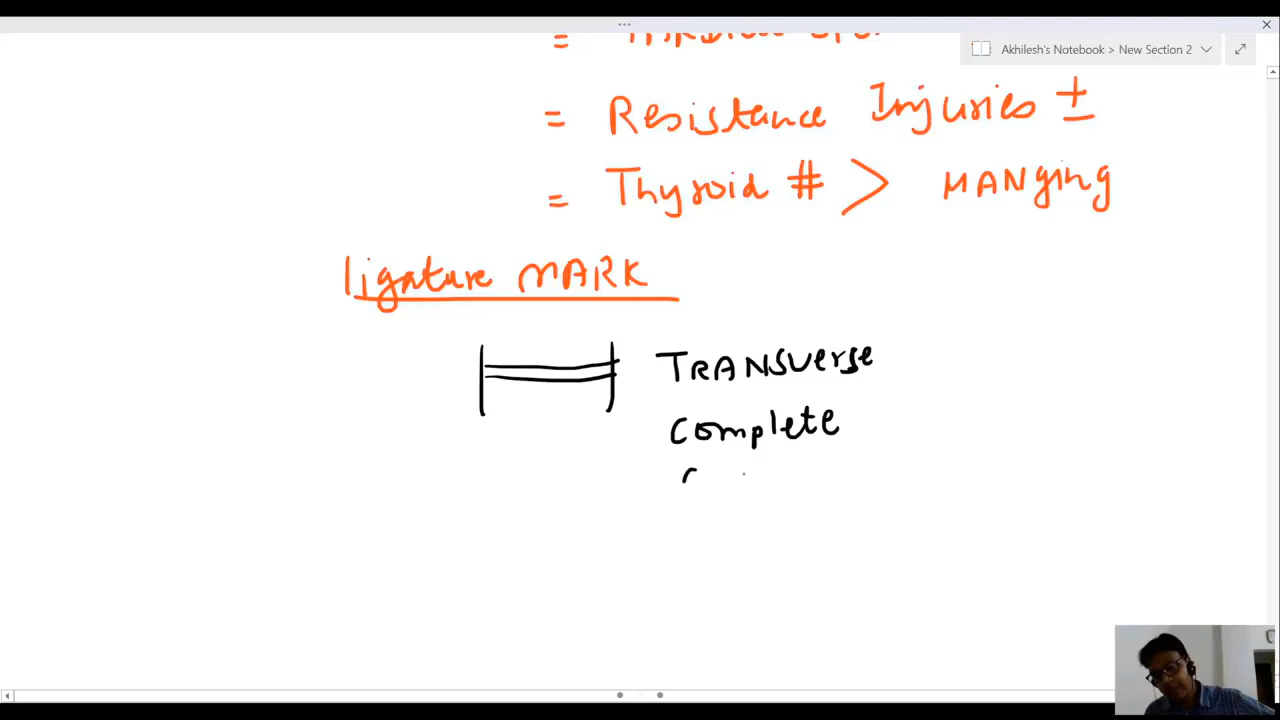 Akhilesh's Notebook > New Section 2
= Resistance Injuries ±
= Thyroid # > HANging
ligature MARK
TRANSverse
complete